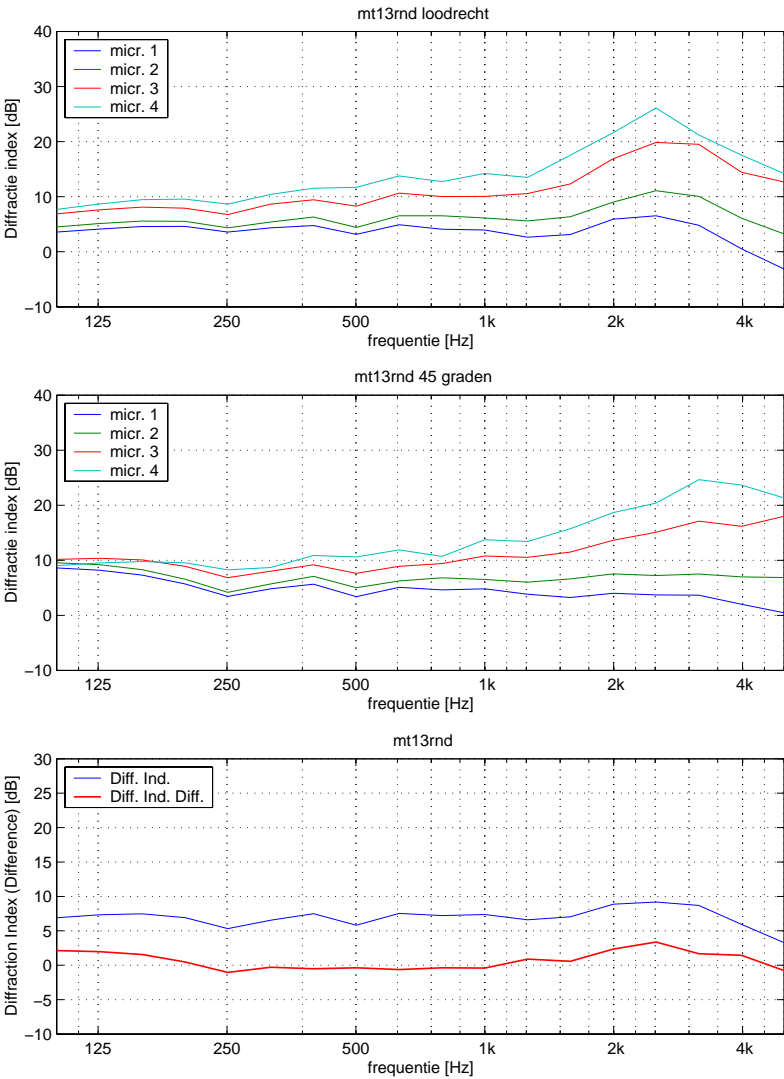 mt13rnd loodrecht
micr. 1
micr. 2
micr. 3
micr. 4
Diffractie index [dB]
40
30
20
10
0
−10
125 250 500 1k 2k 4k
frequentie [Hz]
mt13rnd 45 graden
micr. 1
micr. 2
micr. 3
micr. 4
Diffractie index [dB]
40
30
20
10
0
−10
125 250 500 1k 2k 4k
frequentie [Hz]
mt13rnd
Diff. Ind.
Diff. Ind. Diff.
Diffraction Index (Difference) [dB]
30
25
20
15
10
5
0
−5
−10
125 250 500 1k 2k 4k
frequentie [Hz]